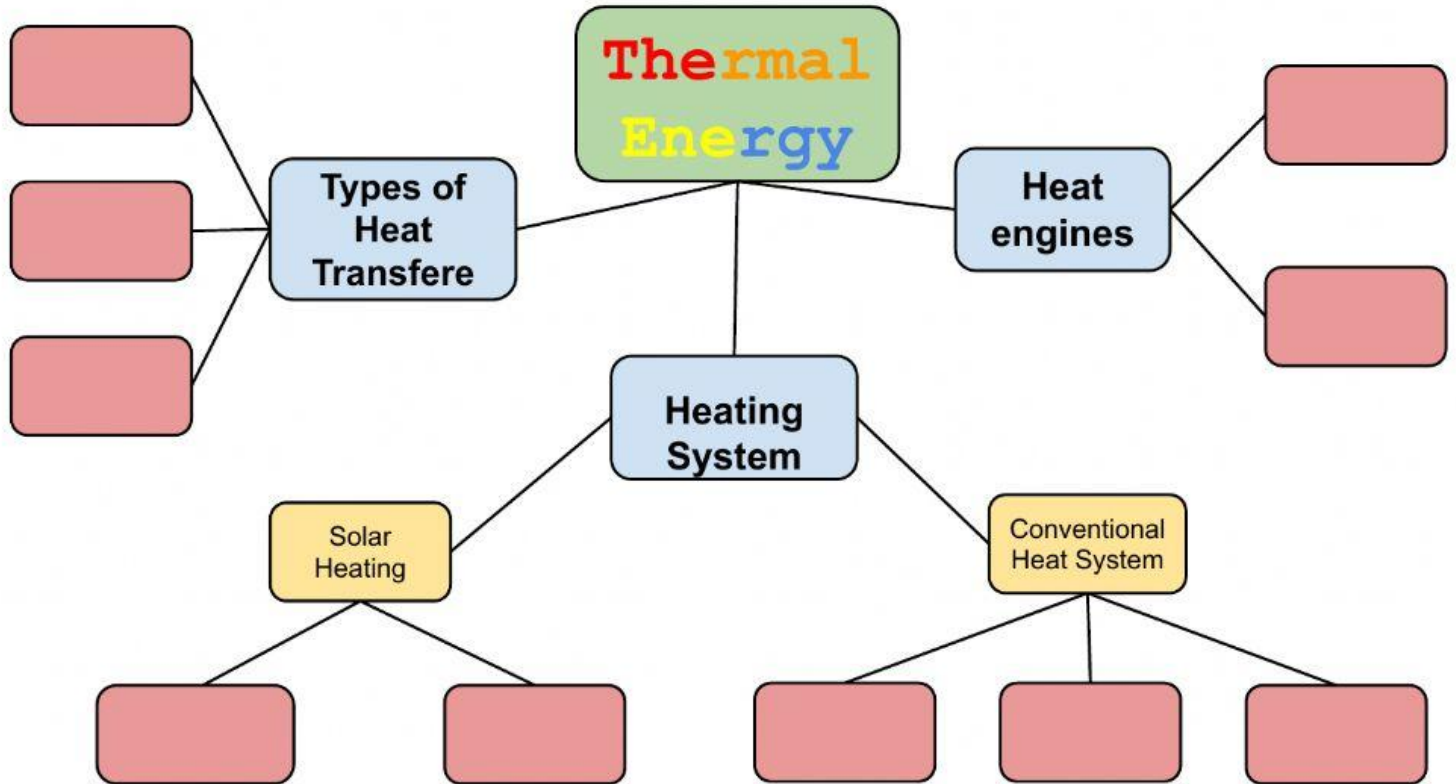 Thermal
Energy
Types of
Heat
Transfere
Heat
engines
Heating
System
Solar
Heating
Conventional
Heat System